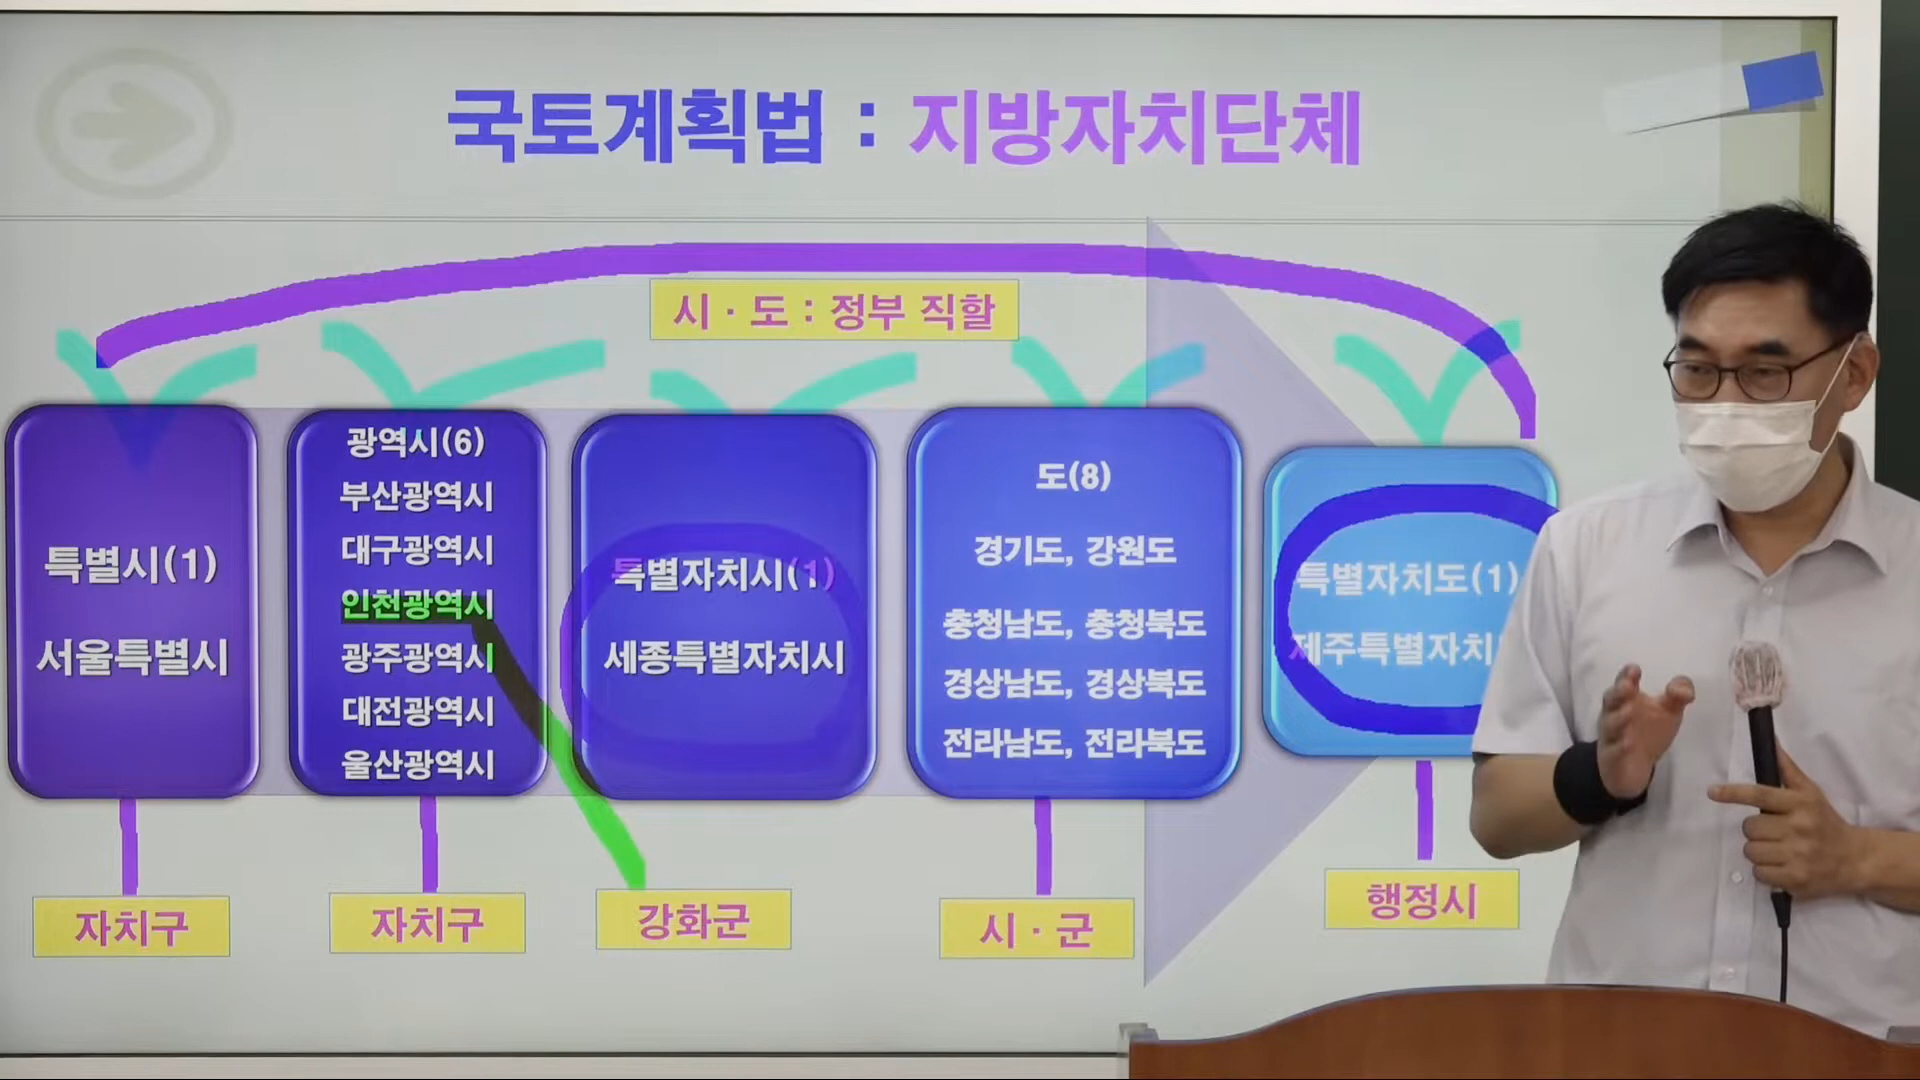 국토계획법 : 지방자치단체
시 · 도 : 정부 직할
특별시(1)
서울특별시
광역시(6)
부산광역시
대구광역시
인천광역시
광주광역시
대전광역시
울산광역시
특별자치시(1)
세종특별자치시
도(8)
경기도, 강원도
충청남도, 충청북도
경상남도, 경상북도
전라남도, 전라북도
특별자치도(1)
제주특별자치
자치구
자치구
강화군
시 · 군
행정시